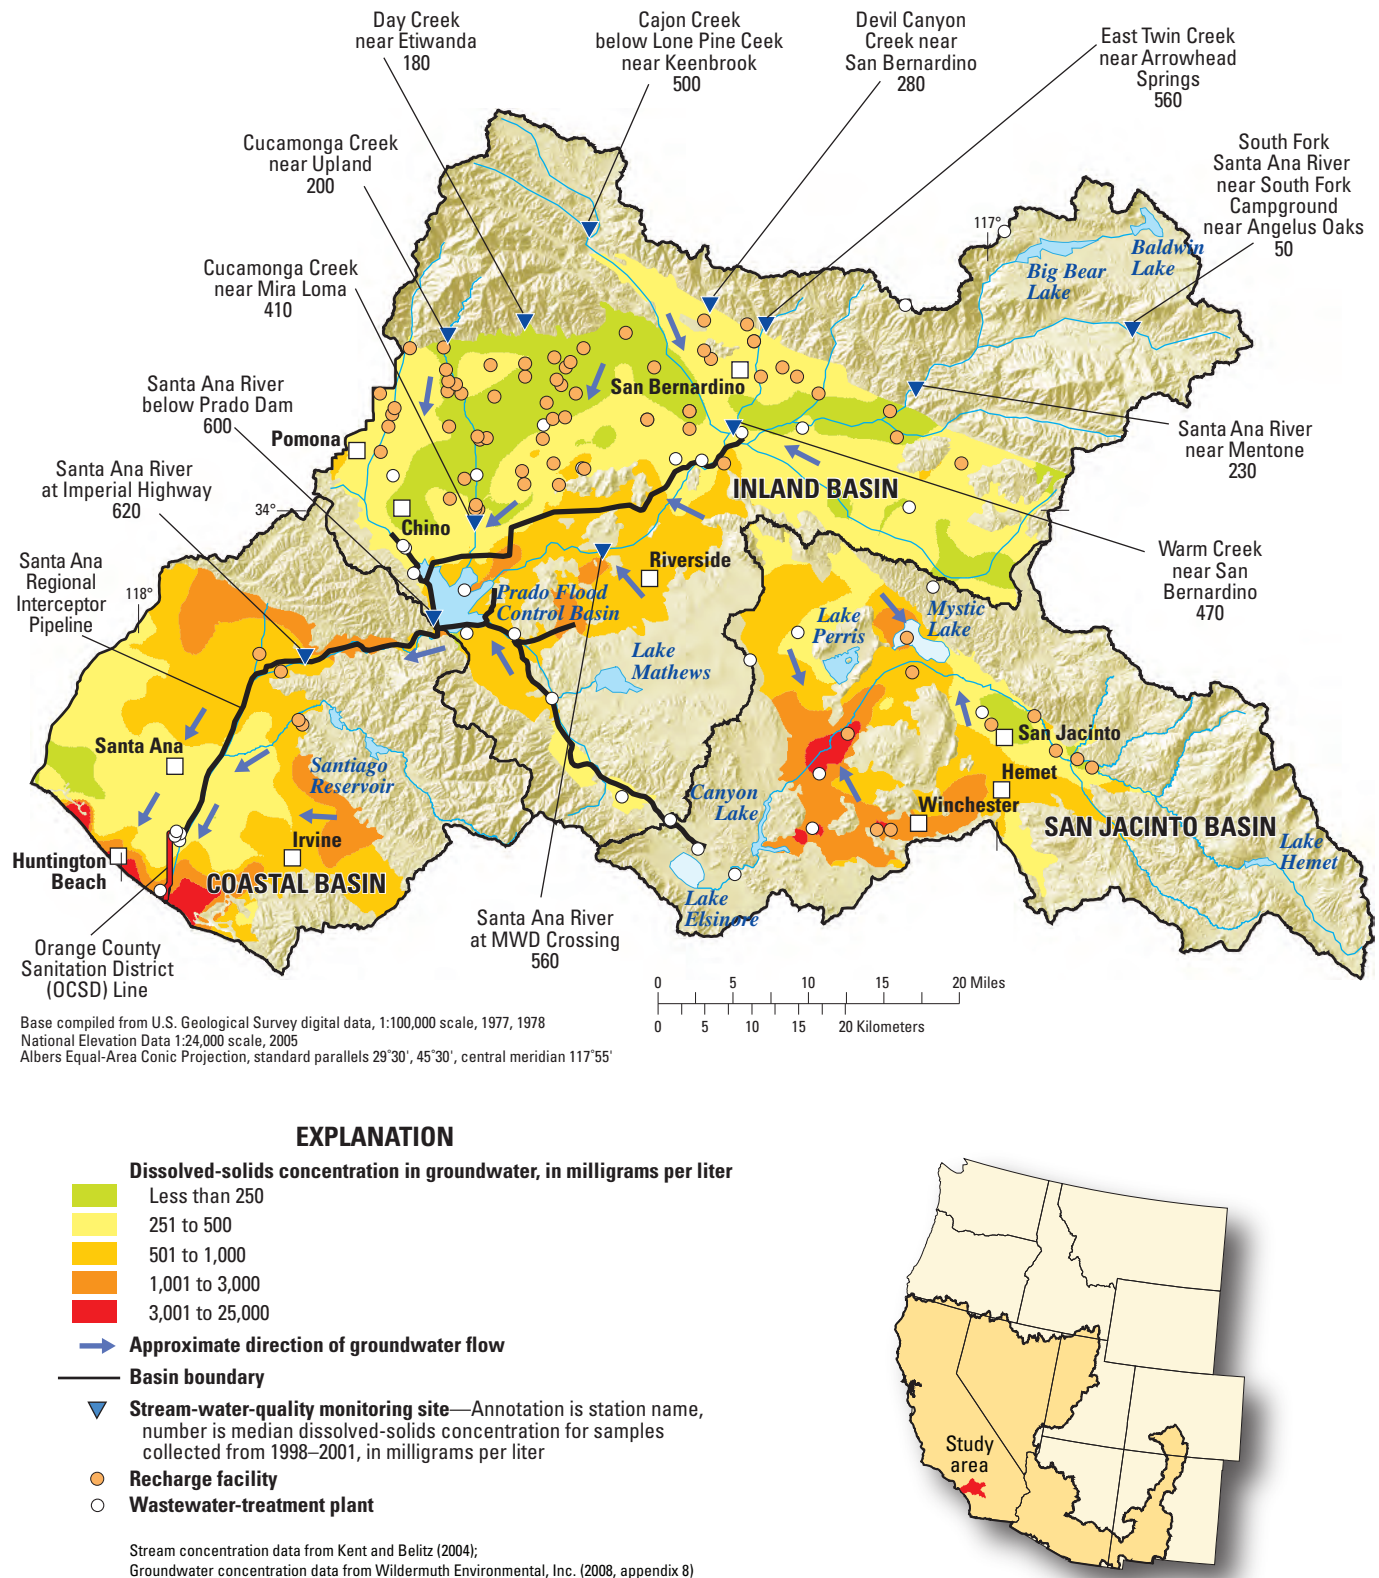 Day Creek
near Etiwanda
180
Cajon Creek
below Lone Pine Ceek
near Keenbrook
500
Devil Canyon
Creek near
San Bernardino
280
East Twin Creek
near Arrowhead
Springs
560
Cucamonga Creek
near Upland
200
South Fork
Santa Ana River
near South Fork
Campground
near Angelus Oaks
50
117°
Baldwin
Lake
Big Bear
Lake
Cucamonga Creek
near Mira Loma
410
Santa Ana River
below Prado Dam
600
San Bernardino
Pomona
Santa Ana River
near Mentone
230
Santa Ana River
at Imperial Highway
620
INLAND BASIN
34°
Chino
Warm Creek
near San
Bernardino
470
Santa Ana
Regional
Interceptor
Pipeline
118°
Riverside
Prado Flood
Control Basin
Lake
Perris
Mystic
Lake
Lake
Mathews
Santa Ana
San Jacinto
Santiago
Reservoir
Hemet
Canyon
Lake
Winchester
SAN JACINTO BASIN
Irvine
Huntington
Beach
COASTAL BASIN
Lake
Hemet
Lake
Elsinore
Santa Ana River
at MWD Crossing
560
Orange County
Sanitation District
(OCSD) Line
0 5 10 15 20 Miles
0 5 10 15 20 Kilometers
Base compiled from U.S. Geological Survey digital data, 1:100,000 scale, 1977, 1978
National Elevation Data 1:24,000 scale, 2005
Albers Equal-Area Conic Projection, standard parallels 29°30', 45°30', central meridian 117°55'
EXPLANATION
Dissolved-solids concentration in groundwater, in milligrams per liter
Less than 250
251 to 500
501 to 1,000
1,001 to 3,000
3,001 to 25,000
Approximate direction of groundwater flow
Basin boundary
Stream-water-quality monitoring site—Annotation is station name,
number is median dissolved-solids concentration for samples
collected from 1998–2001, in milligrams per liter
Recharge facility
Wastewater-treatment plant
Stream concentration data from Kent and Belitz (2004);
Groundwater concentration data from Wildermuth Environmental, Inc. (2008, appendix 8)
Study
area